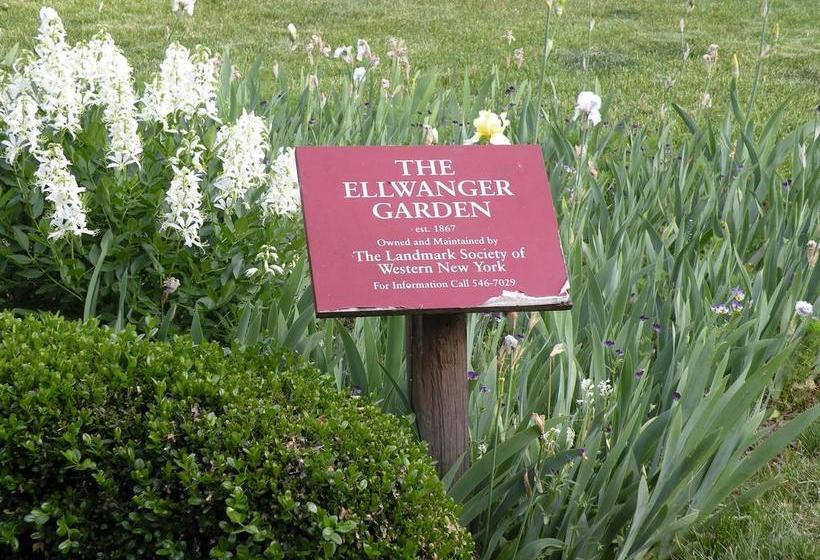 THE
ELLWANGER
GARDEN
est. 1867
Owned and Maintained by
The Landmark Society of
Western New York
For Information Call 546-7029